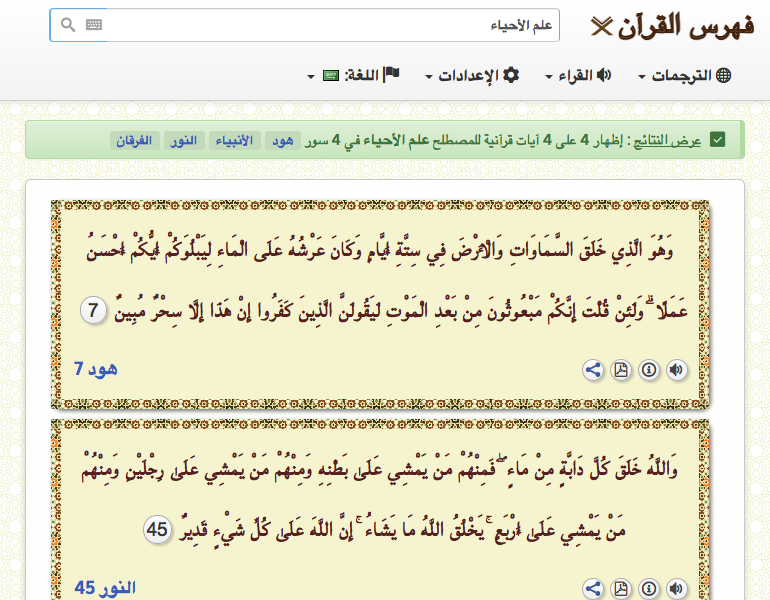 فهرس القرآن
علم الأحياء
الترجمات
القراء
الإعدادات
اللغة:
عرض النتائج : إظهار 4 على 4 آيات قرآنية للمصطلح علم الأحياء في 4 سور هود الأنبياء النور الفرقان
وَهُوَ الَّذِي خَلَقَ السَّمَاوَاتِ وَالْأَرْضَ فِي سِتَّةِ أَيَّامٍ وَكَانَ عَرْشُهُ عَلَى الْمَاءِ لِيَبْلُوَكُمْ أَيُّكُمْ أَحْسَنُ
عَمَلًا ۗ وَلَئِنْ قُلْتَ إِنَّكُمْ مَبْعُوثُونَ مِنْ بَعْدِ الْمَوْتِ لَيَقُولَنَّ الَّذِينَ كَفَرُوا إِنْ هَٰذَا إِلَّا سِحْرٌ مُبِينٌ 7
هود 7
وَاللَّهُ خَلَقَ كُلَّ دَابَّةٍ مِنْ مَاءٍ ۖ فَمِنْهُمْ مَنْ يَمْشِي عَلَىٰ بَطْنِهِ وَمِنْهُمْ مَنْ يَمْشِي عَلَىٰ رِجْلَيْنِ وَمِنْهُمْ
مَنْ يَمْشِي عَلَىٰ أَرْبَعٍ ۚ يَخْلُقُ اللَّهُ مَا يَشَاءُ ۚ إِنَّ اللَّهَ عَلَىٰ كُلِّ شَيْءٍ قَدِيرٌ 45
النور 45